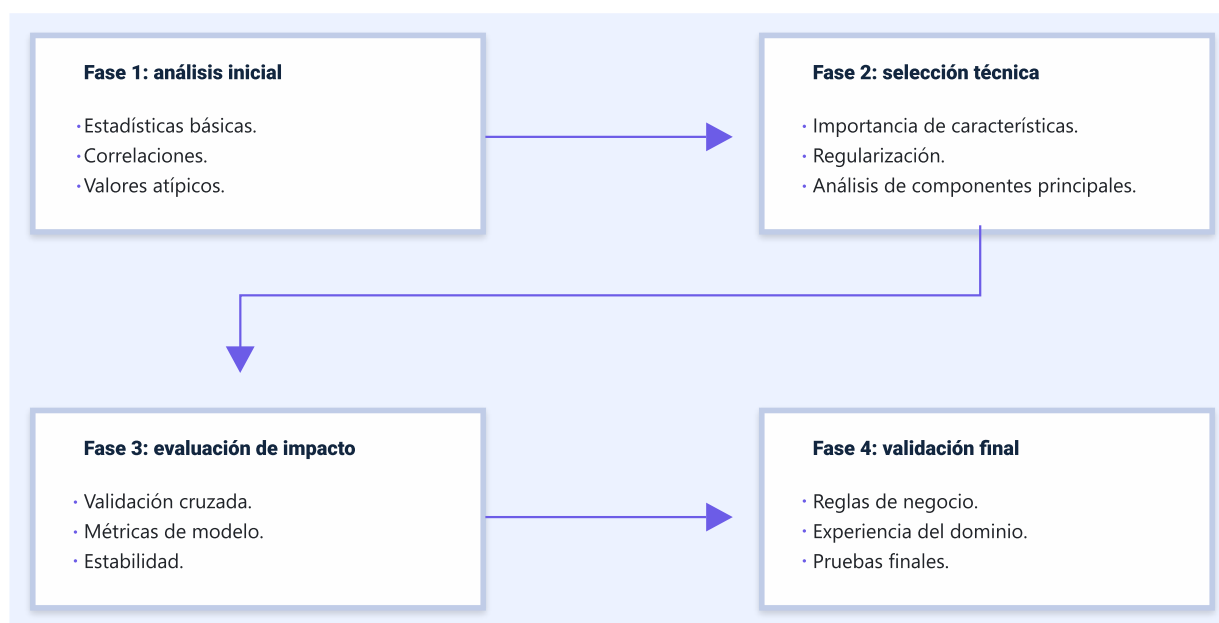 Fase 1: análisis inicial
· Estadísticas básicas.
· Correlaciones.
· Valores atípicos.
Fase 2: selección técnica
· Importancia de características.
· Regularización.
· Análisis de componentes principales.
Fase 3: evaluación de impacto
· Validación cruzada.
· Métricas de modelo.
· Estabilidad.
Fase 4: validación final
· Reglas de negocio.
· Experiencia del dominio.
· Pruebas finales.